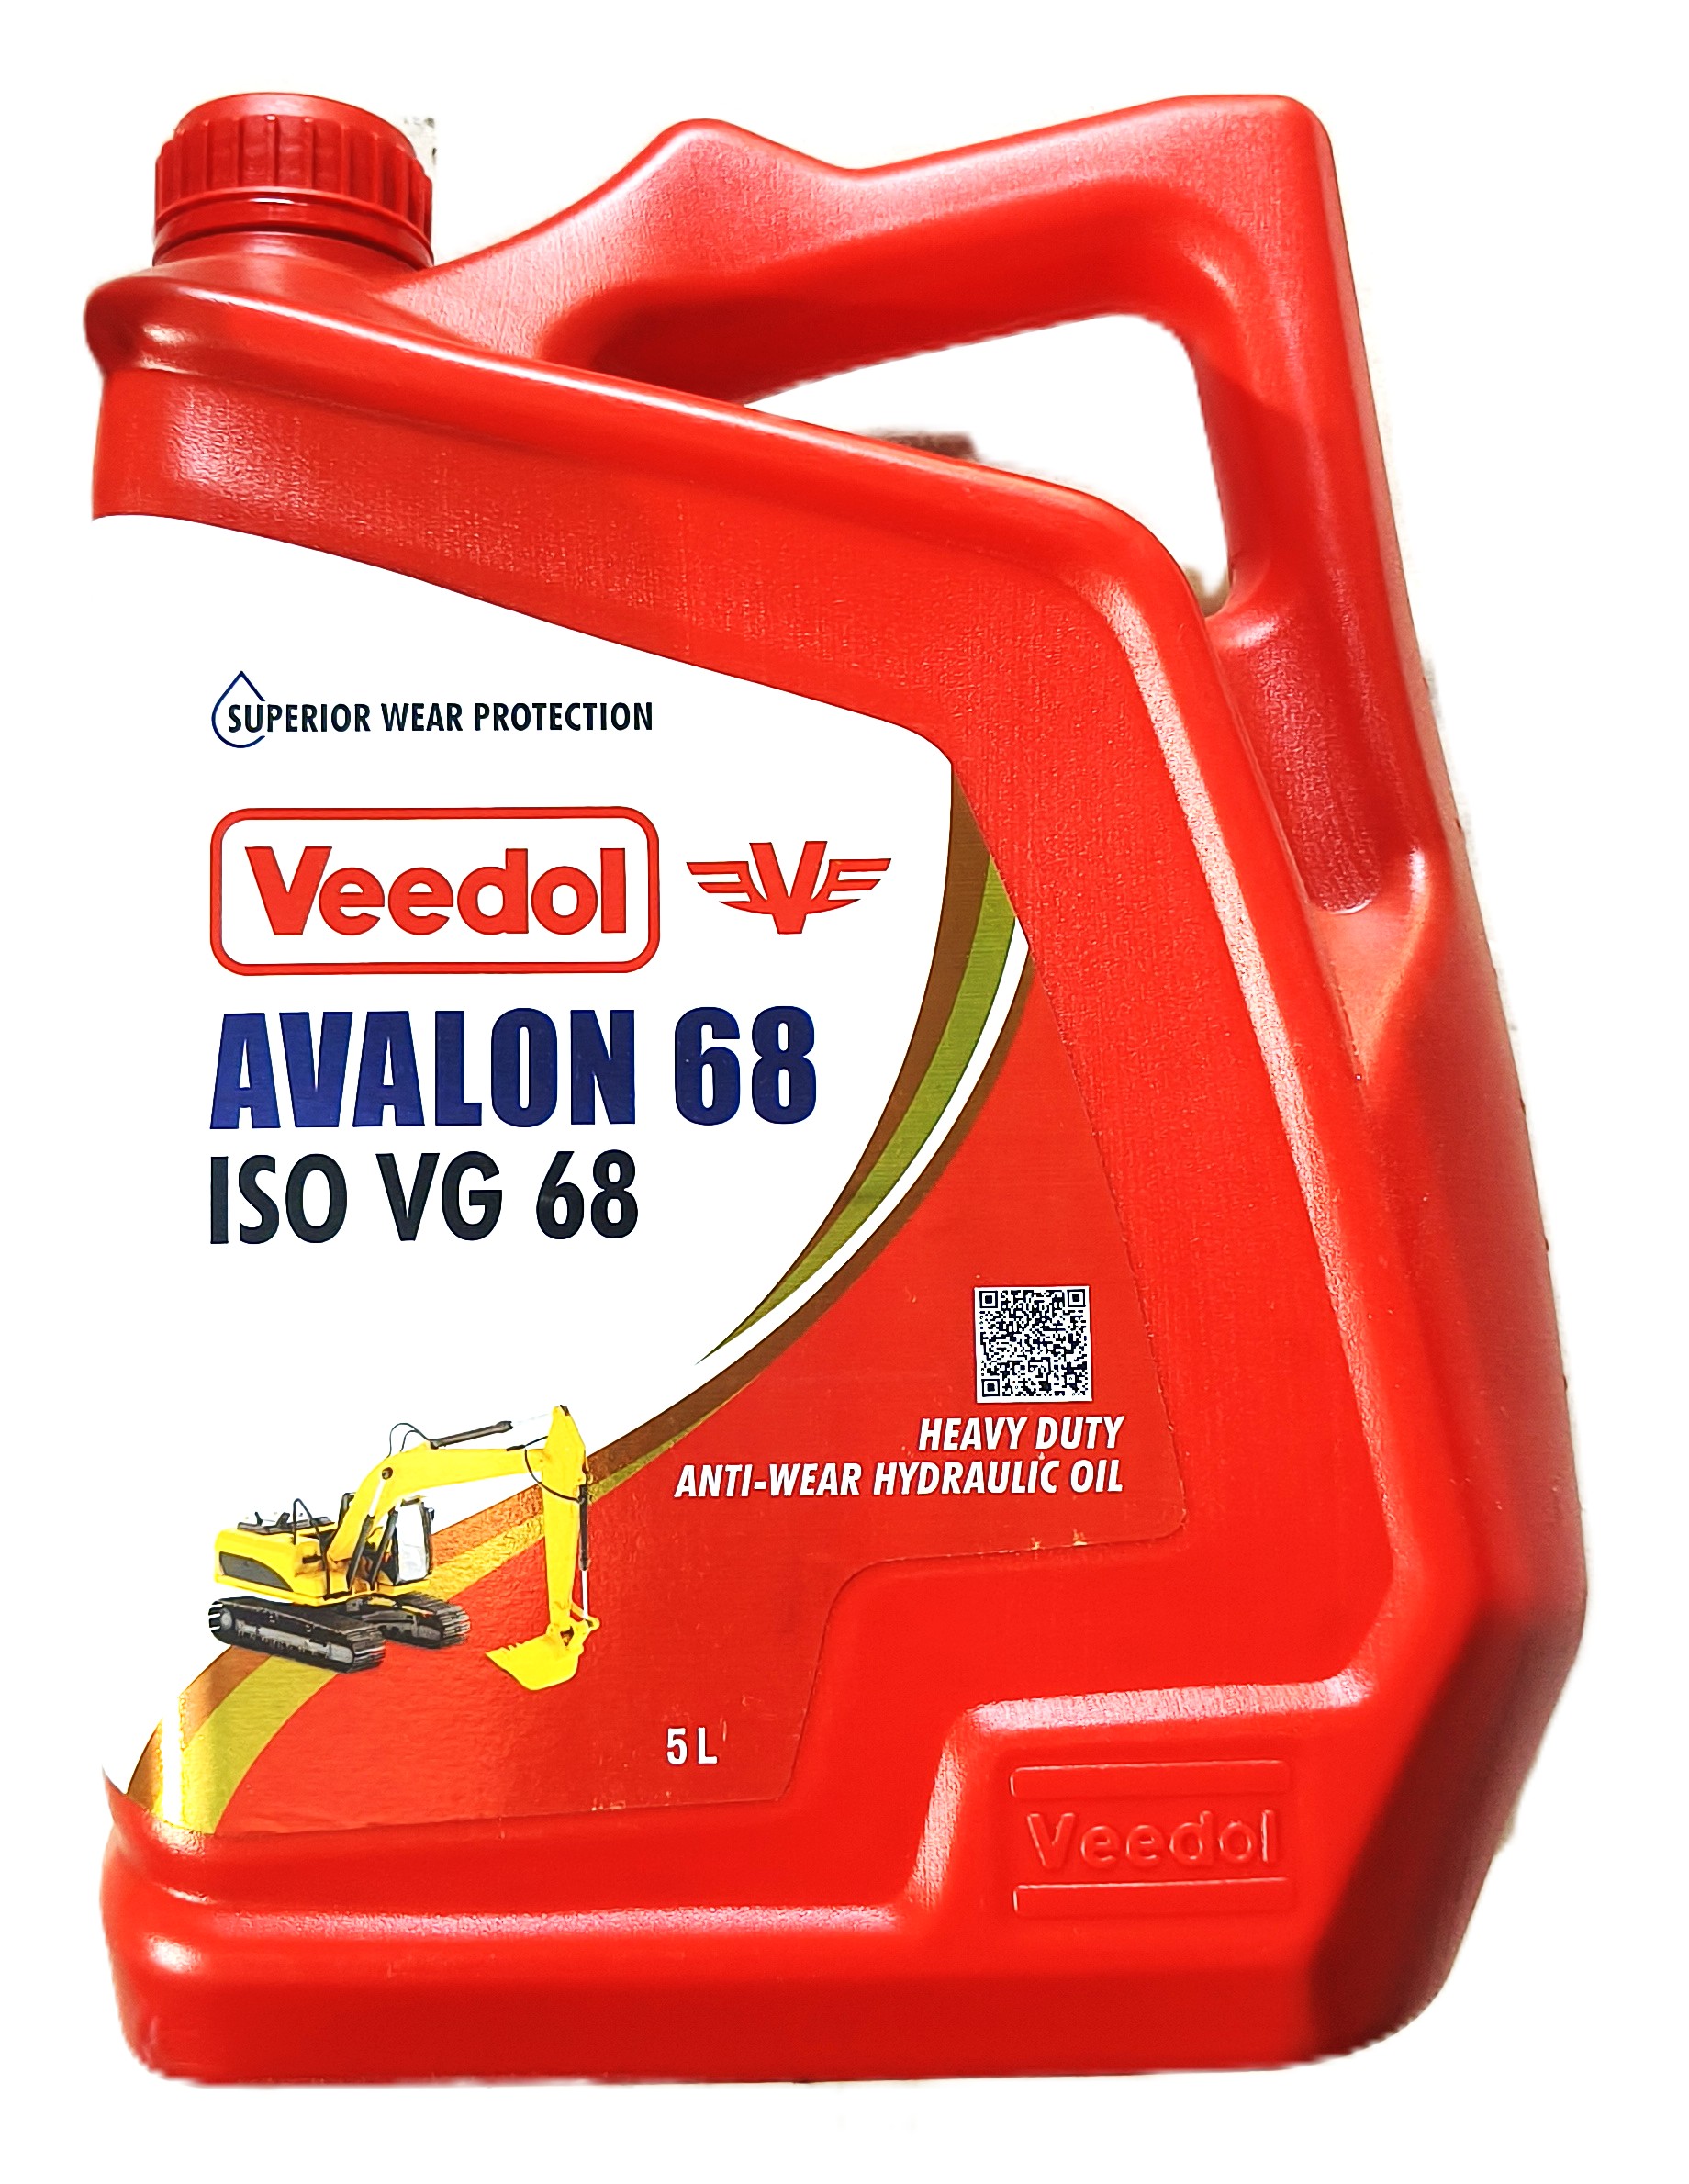 SUPERIOR WEAR PROTECTION
Veedol
AVALON 68
ISO VG 68
HEAVY DUTY
ANTI-WEAR HYDRAULIC OIL
5 L
Veedol